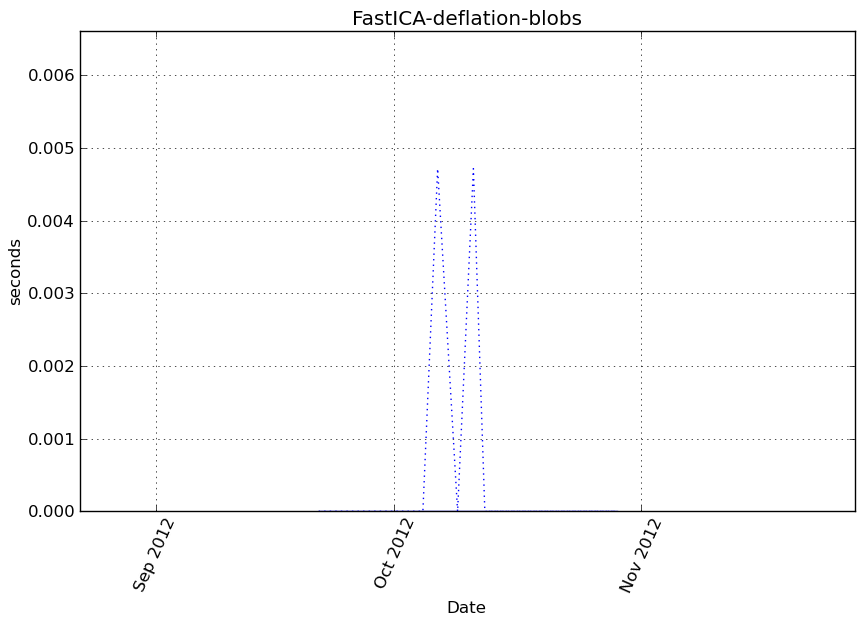 FastICA-deflation-blobs
0.006
0.005
0.004
0.003
0.002
0.001
0.000
seconds
Sep 2012
Oct 2012
Nov 2012
Date